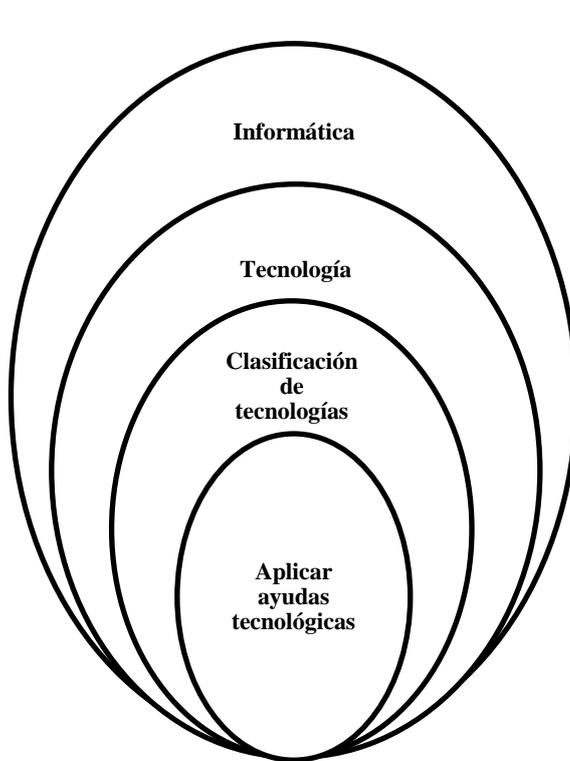 Informática
Tecnología
Clasificación
de
tecnologías
Aplicar
ayudas
tecnológicas